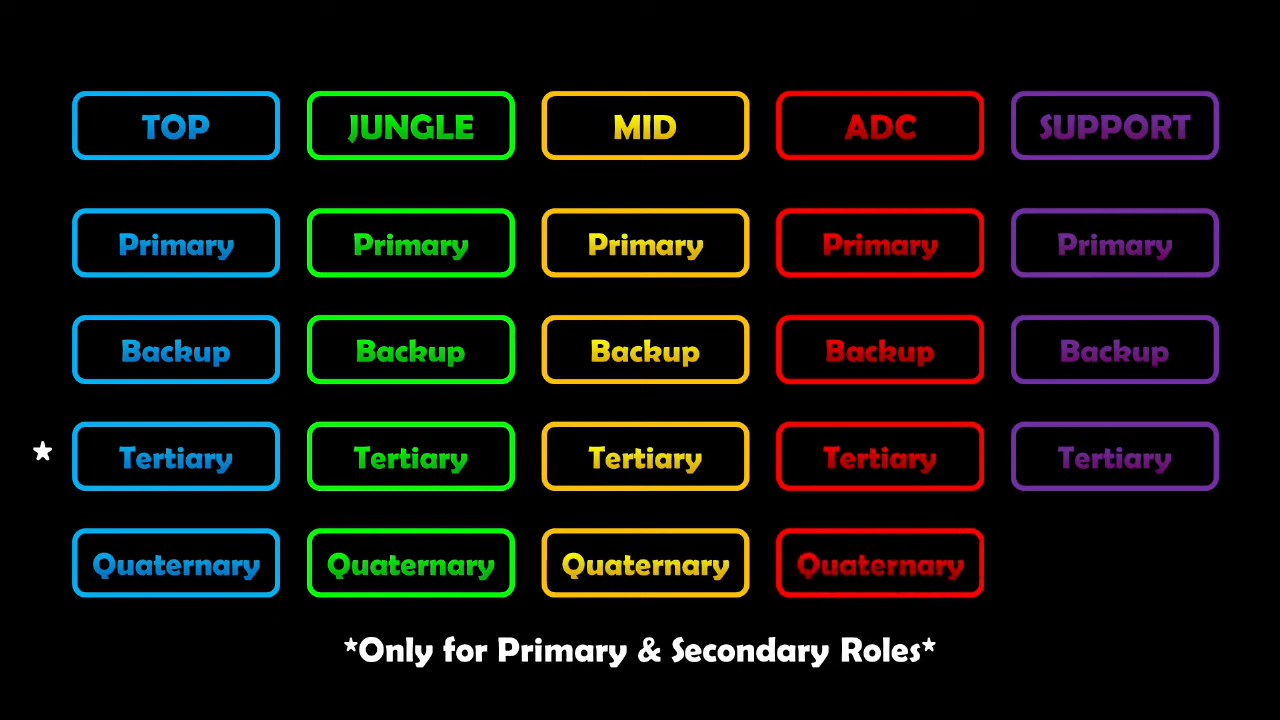 TOP JUNGLE MID ADC SUPPORT
Primary Primary Primary Primary Primary
Backup Backup Backup Backup Backup
* Tertiary Tertiary Tertiary Tertiary Tertiary
Quaternary Quaternary Quaternary Quaternary
*Only for Primary & Secondary Roles*